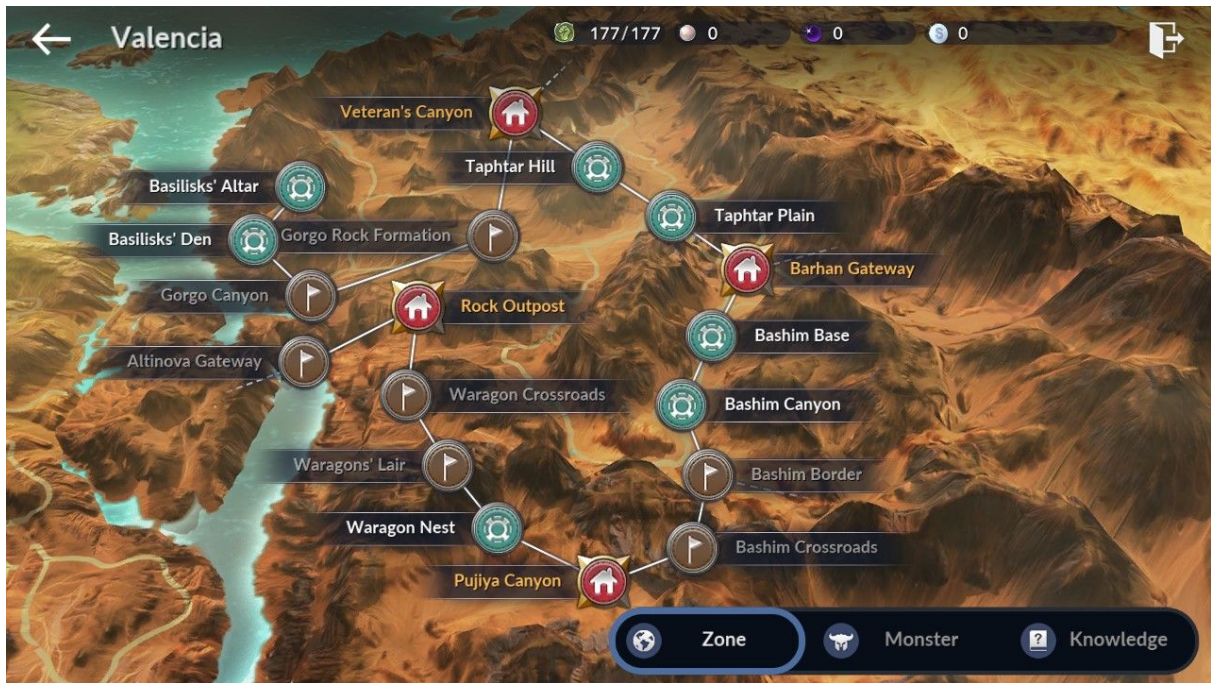 Valencia
177/177
0
0
S 0
Veteran's Canyon
Taphtar Hill
Basilisks' Altar
Taphtar Plain
Basilisks' Den
Gorgo Rock Formation
Barhan Gateway
Gorgo Canyon
Rock Outpost
Bashim Base
Altinova Gateway
Waragon Crossroads
Bashim Canyon
Waragons' Lair
Bashim Border
Waragon Nest
Bashim Crossroads
Pujiya Canyon
Zone
Monster
? Knowledge